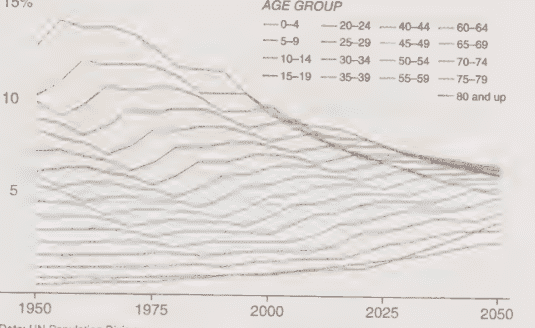 15%
AGE GROUP
0–4 20–24 40–44 60–64
5–9 25–29 45–49 65–69
10–14 30–34 50–54 70–74
15–19 35–39 55–59 75–79
80 and up
10
5
1950 1975 2000 2025 2050
Data: UN Population